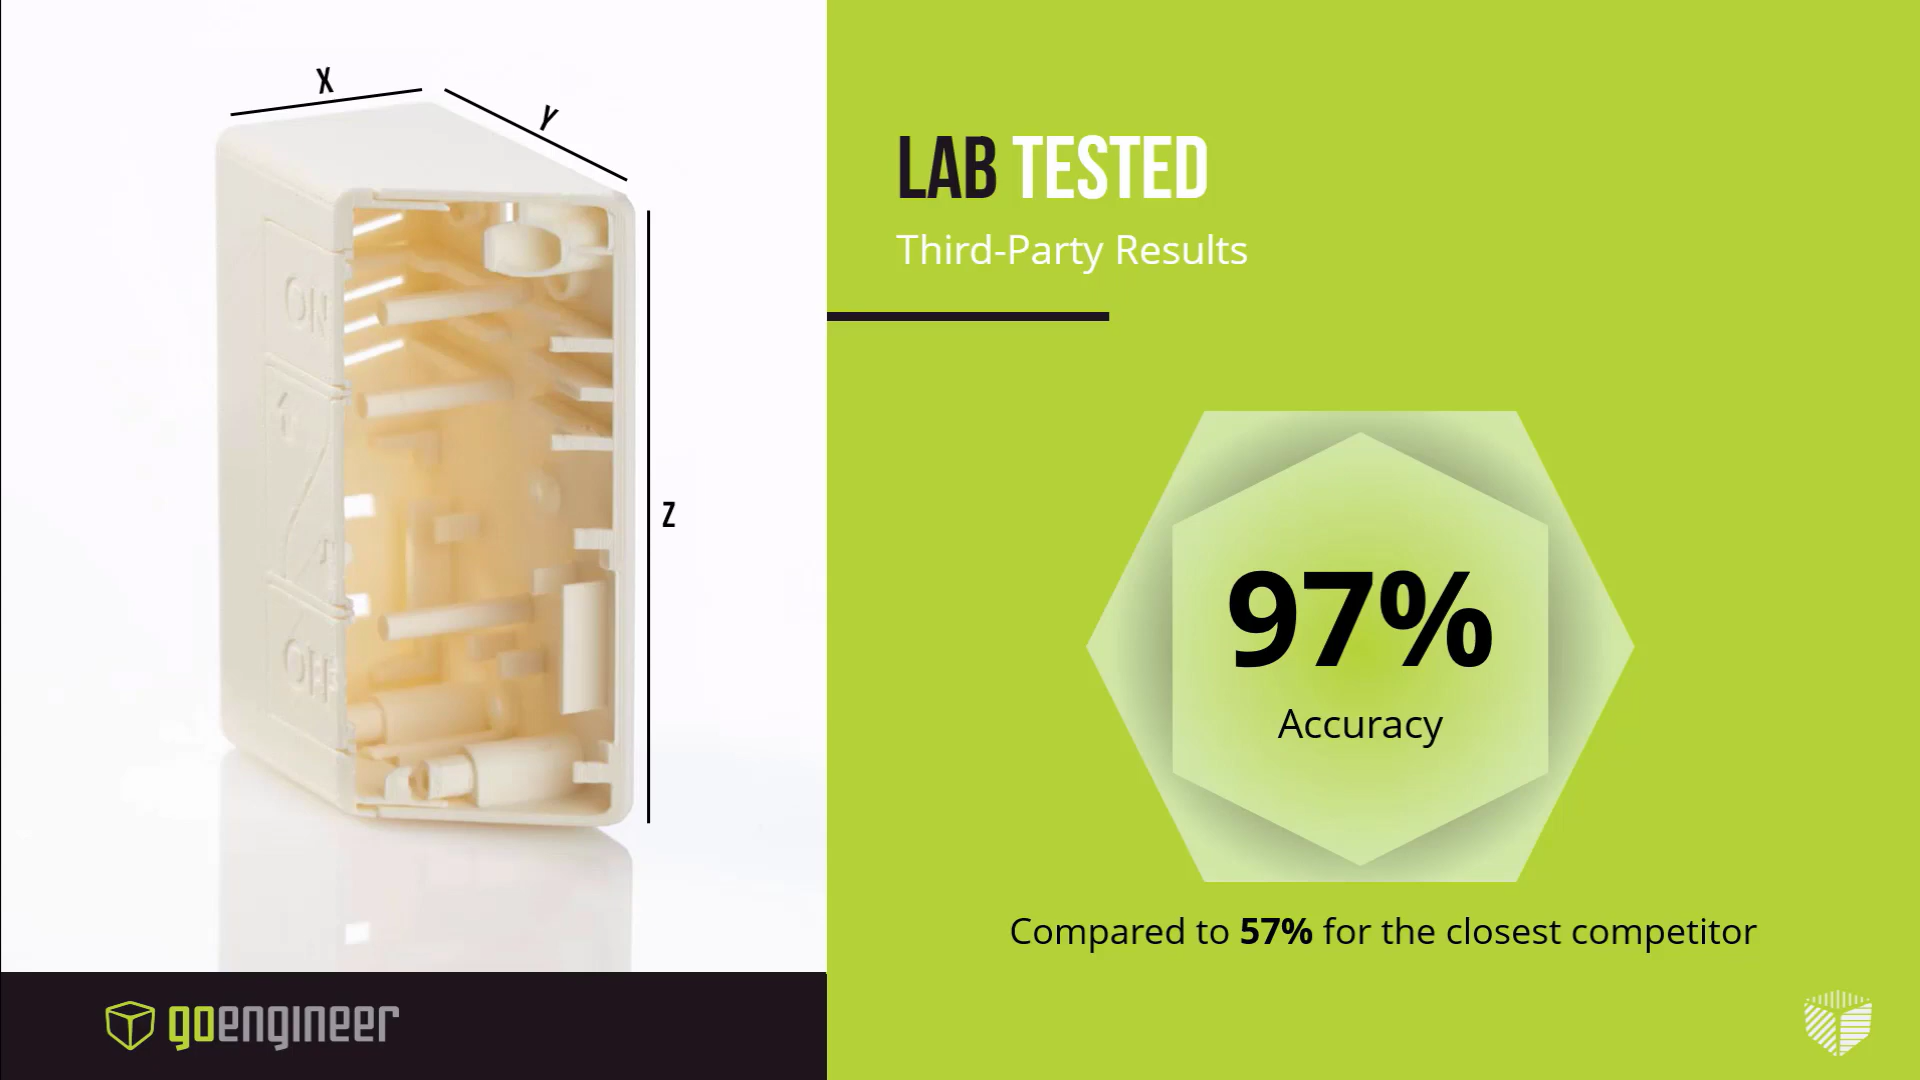 X
Y
Z
ON
OFF
LAB TESTED
Third-Party Results
97%
Accuracy
Compared to 57% for the closest competitor
goengineer